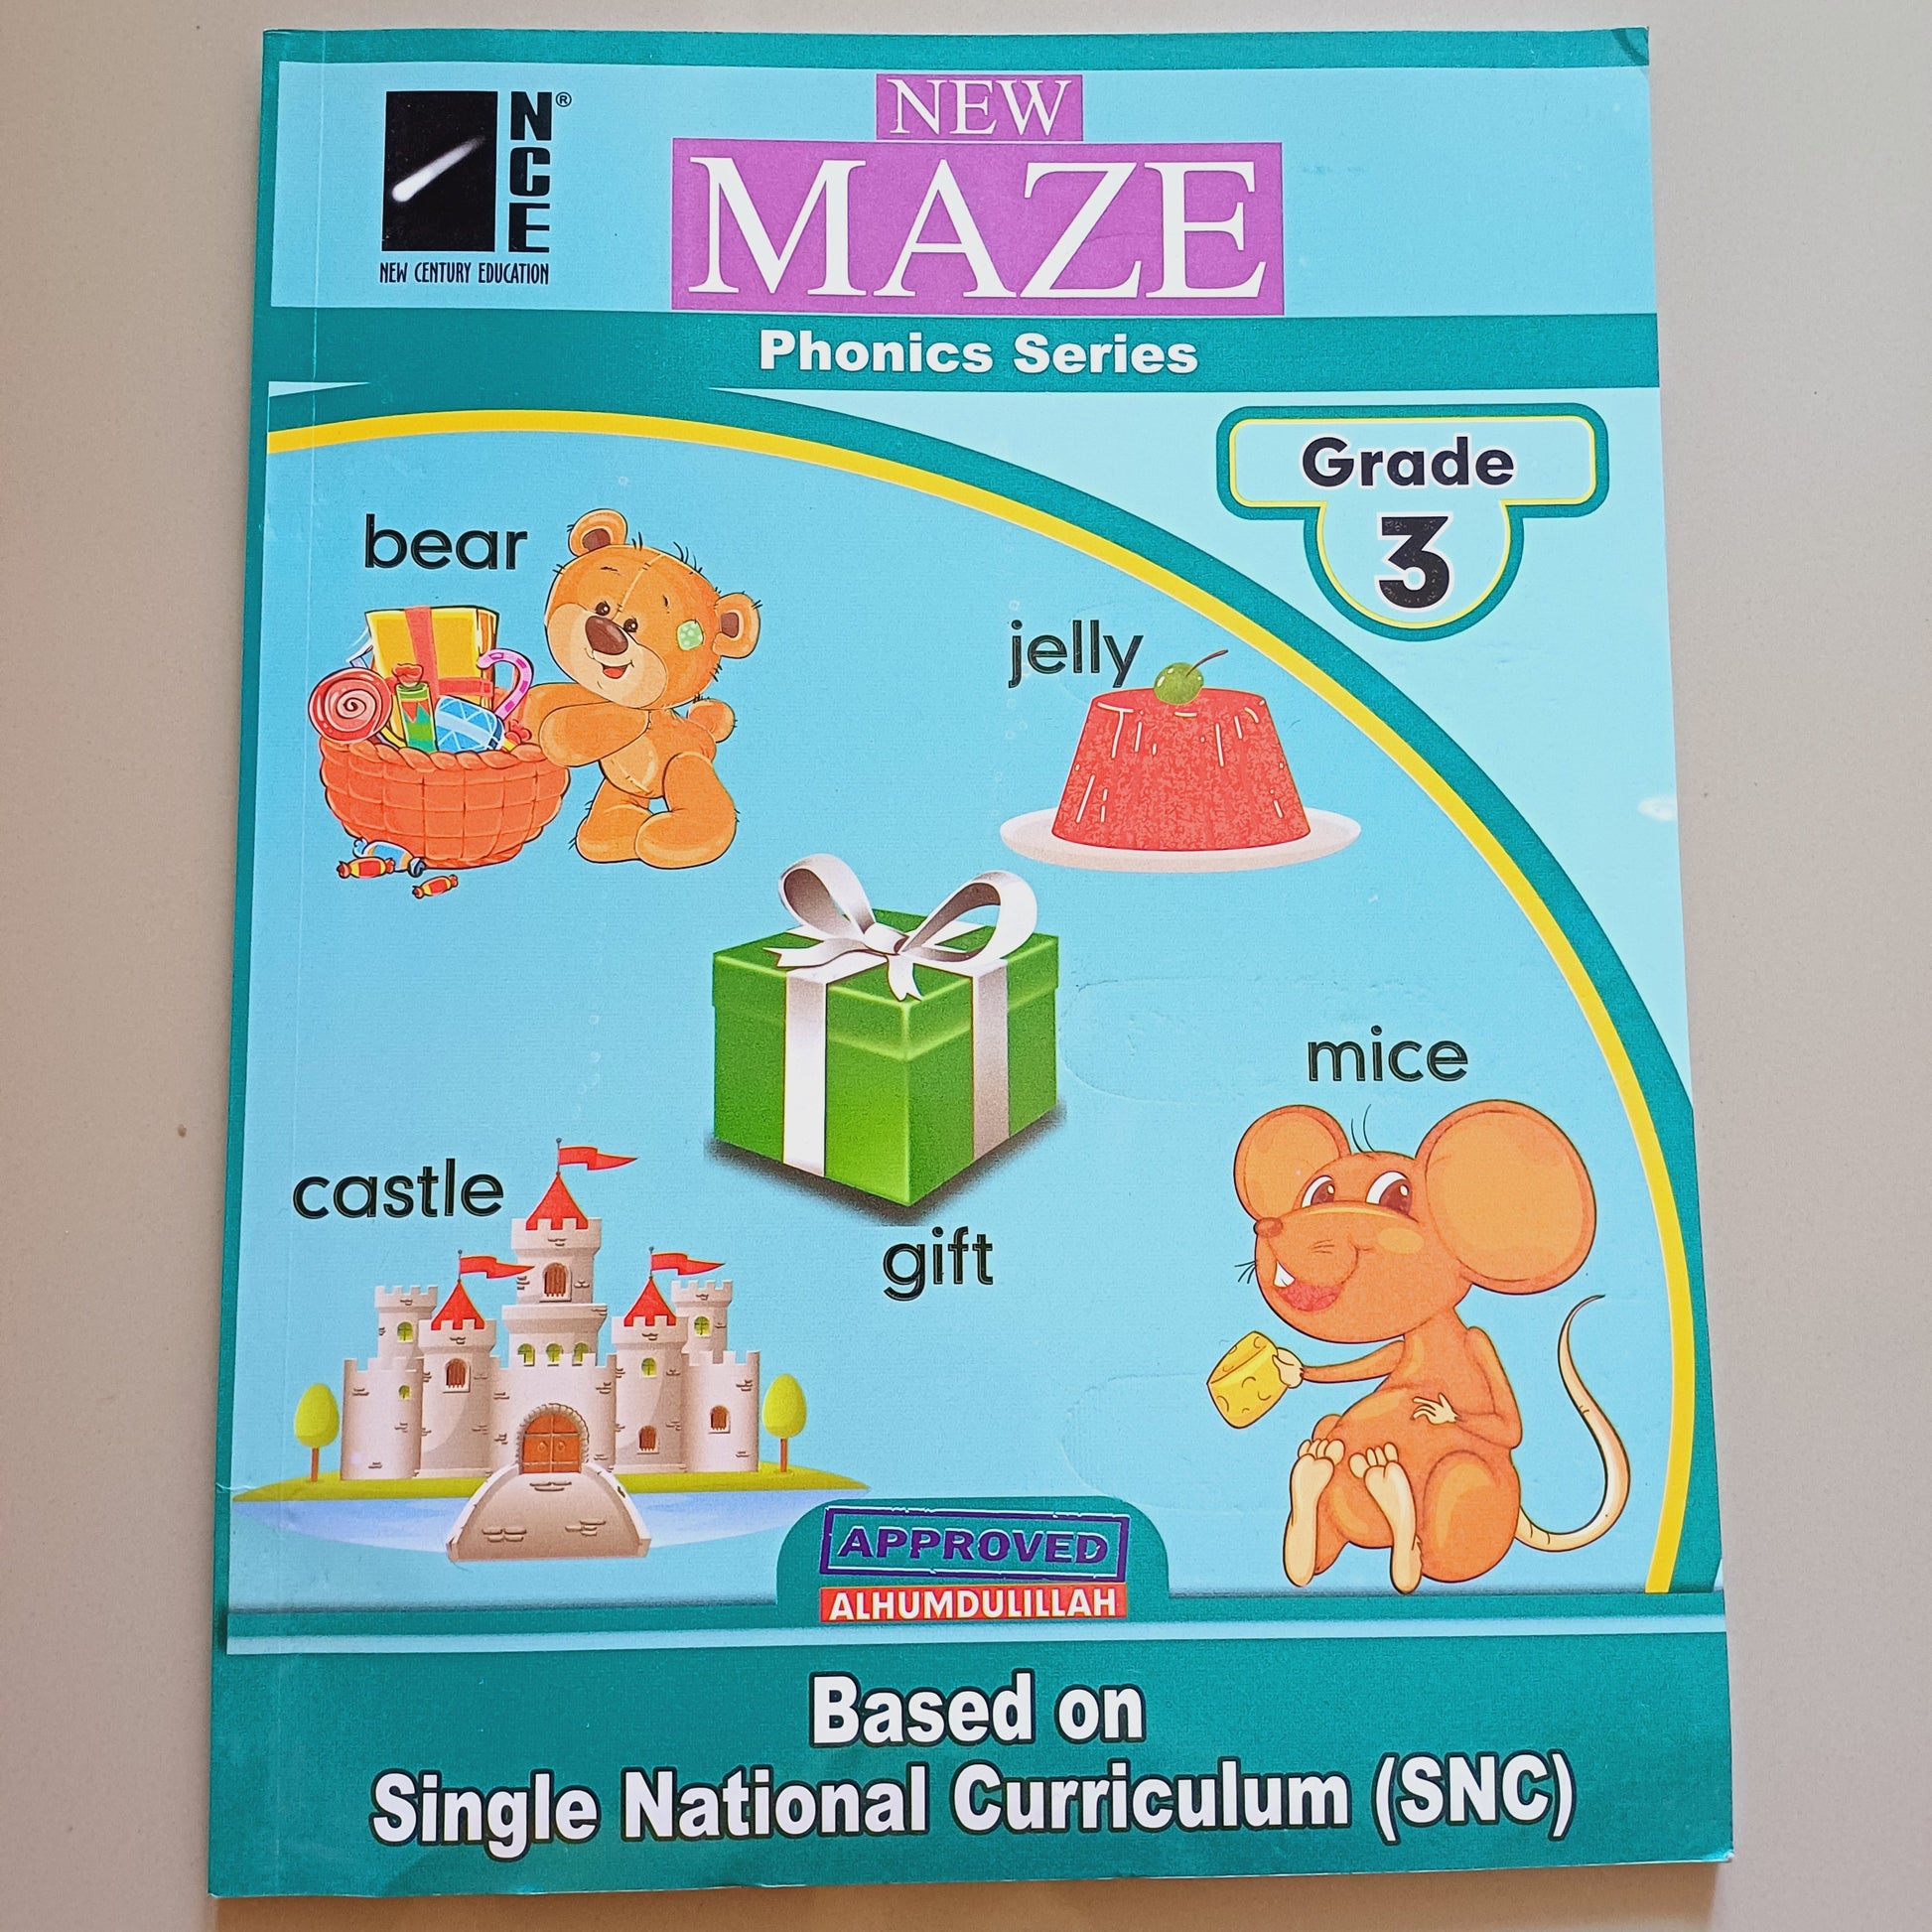 NCE®
NEW CENTURY EDUCATION
NEW
MAZE
Phonics Series
Grade
3
bear
jelly
mice
castle
gift
APPROVED
ALHUMDULILLAH
Based on
Single National Curriculum (SNC)